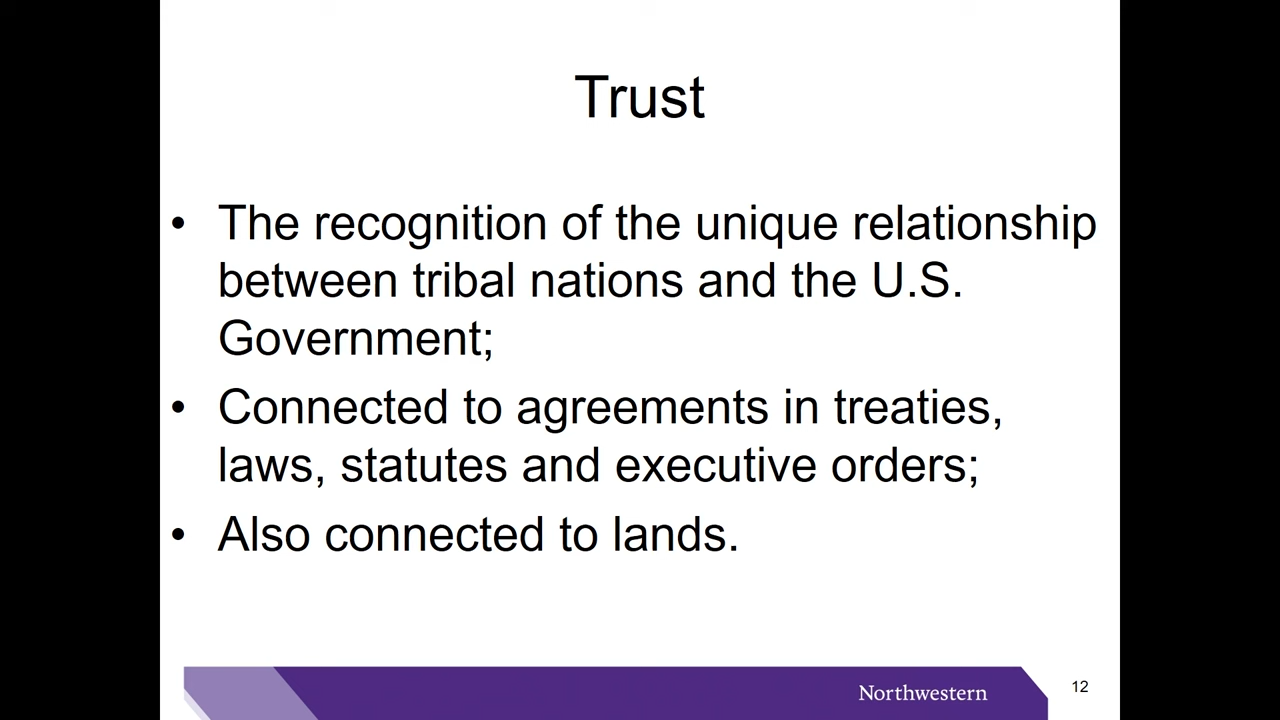 Trust
• The recognition of the unique relationship
between tribal nations and the U.S.
Government;
• Connected to agreements in treaties,
laws, statutes and executive orders;
• Also connected to lands.
Northwestern
12